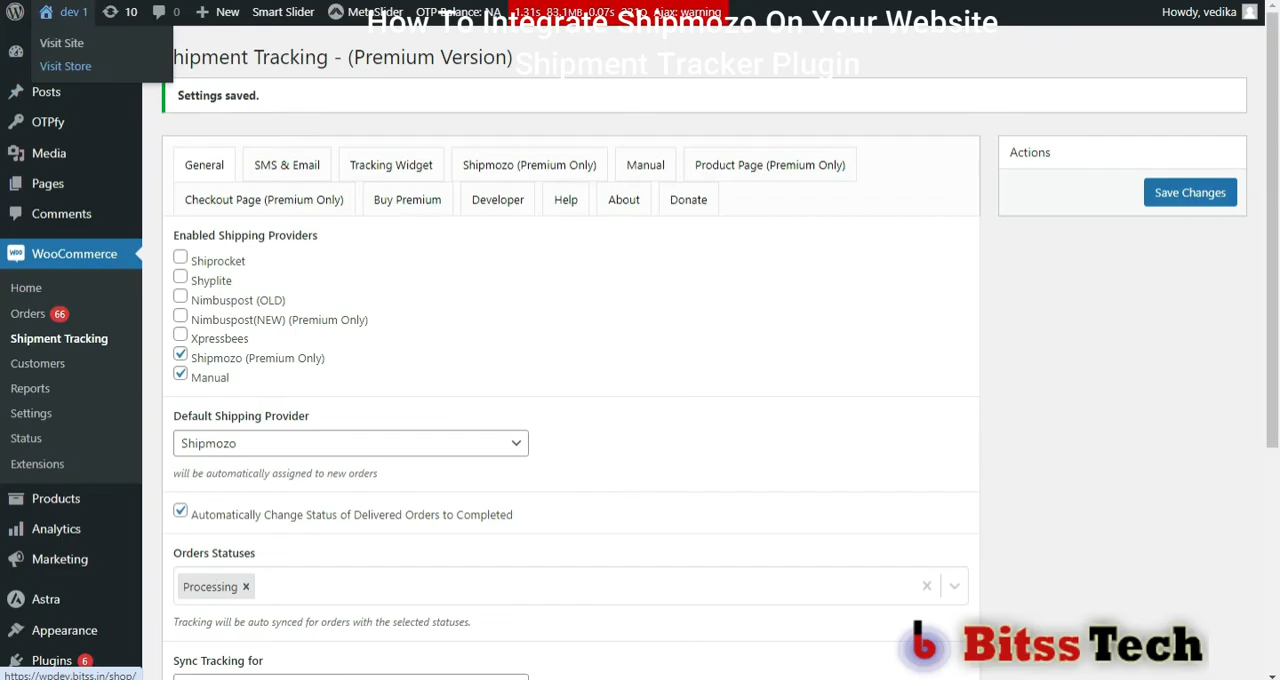 dev 1 10 0 New Smart Slider MetaSlider OTP Balance: NA 1.31s 83.1MB 0.07s Ajax: warning Howdy, vedika
How To Integrate Shipmozo On Your Website
Shipment Tracker Plugin
Visit Site
Visit Store
hipment Tracking - (Premium Version)
Settings saved.
Posts
OTPfy
Media
Pages
Comments
WooCommerce
Home
Orders 66
Shipment Tracking
Customers
Reports
Settings
Status
Extensions
Products
Analytics
Marketing
Astra
Appearance
Plugins 6
https://wpdev.bitss.in/shop/
General SMS & Email Tracking Widget Shipmozo (Premium Only) Manual Product Page (Premium Only)
Checkout Page (Premium Only) Buy Premium Developer Help About Donate
Enabled Shipping Providers
Shiprocket
Shyplite
Nimbuspost (OLD)
Nimbuspost(NEW) (Premium Only)
Xpressbees
Shipmozo (Premium Only)
Manual
Default Shipping Provider
Shipmozo
will be automatically assigned to new orders
Automatically Change Status of Delivered Orders to Completed
Orders Statuses
Processing
Tracking will be auto synced for orders with the selected statuses.
Sync Tracking for
Actions
Save Changes
b Bitss Tech